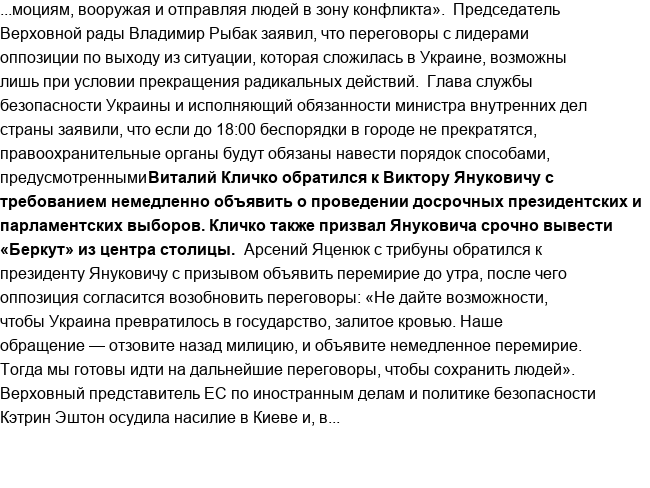 ...моциям, вооружая и отправляя людей в зону конфликта».  Председатель
Верховной рады Владимир Рыбак заявил, что переговоры с лидерами
оппозиции по выходу из ситуации, которая сложилась в Украине, возможны
лишь при условии прекращения радикальных действий.  Глава службы
безопасности Украины и исполняющий обязанности министра внутренних дел
страны заявили, что если до 18:00 беспорядки в городе не прекратятся,
правоохранительные органы будут обязаны навести порядок способами,
предусмотреннымиВиталий Кличко обратился к Виктору Януковичу с
требованием немедленно объявить о проведении досрочных президентских и
парламентских выборов. Кличко также призвал Януковича срочно вывести
«Беркут» из центра столицы.  Арсений Яценюк с трибуны обратился к
президенту Януковичу с призывом объявить перемирие до утра, после чего
оппозиция согласится возобновить переговоры: «Не дайте возможности,
чтобы Украина превратилось в государство, залитое кровью. Наше
обращение — отзовите назад милицию, и объявите немедленное перемирие.
Тогда мы готовы идти на дальнейшие переговоры, чтобы сохранить людей».
Верховный представитель ЕС по иностранным делам и политике безопасности
Кэтрин Эштон осудила насилие в Киеве и, в...